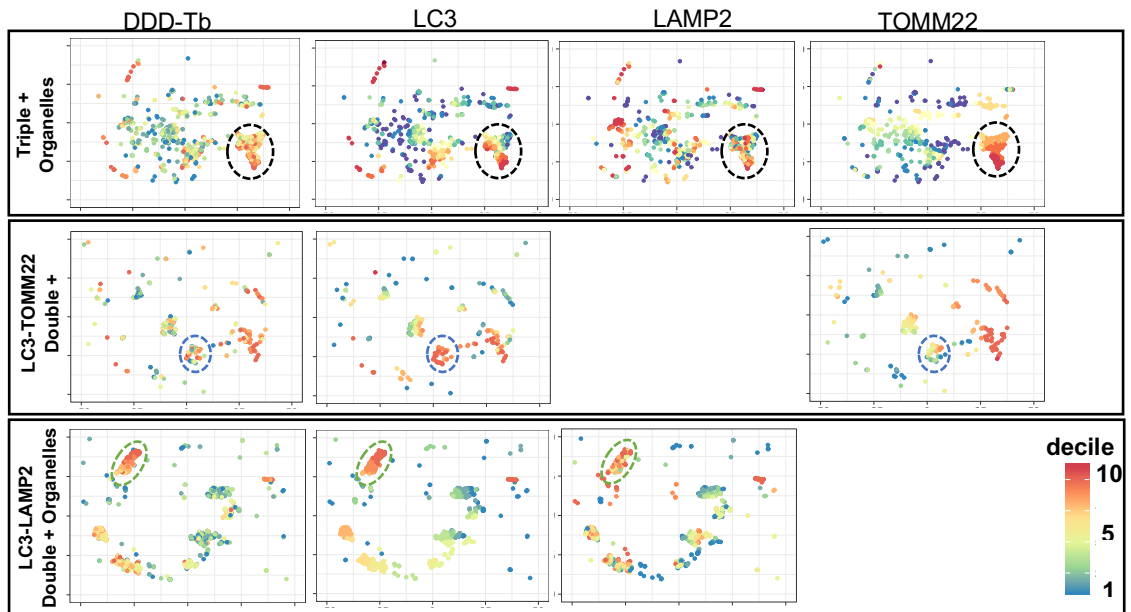 DDD-Tb LC3 LAMP2 TOMM22
Triple +
Organelles
LC3-TOMM22
Double +
LC3-LAMP2
Double + Organelles
decile
10
5
1